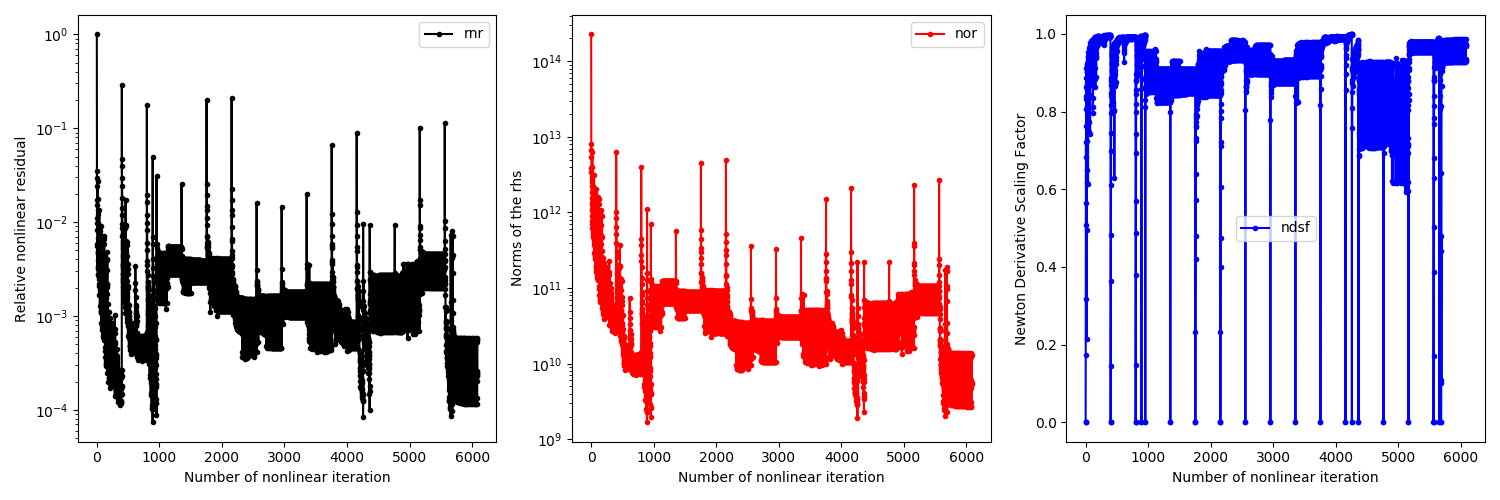 Relative nonlinear residual
10⁰
10⁻¹
10⁻²
10⁻³
10⁻⁴
rnr
0 1000 2000 3000 4000 5000 6000
Number of nonlinear iteration
Norms of the rhs
10¹⁴
10¹³
10¹²
10¹¹
10¹⁰
10⁹
nor
0 1000 2000 3000 4000 5000 6000
Number of nonlinear iteration
Newton Derivative Scaling Factor
1.0
0.8
0.6
0.4
0.2
0.0
ndsf
0 1000 2000 3000 4000 5000 6000
Number of nonlinear iteration